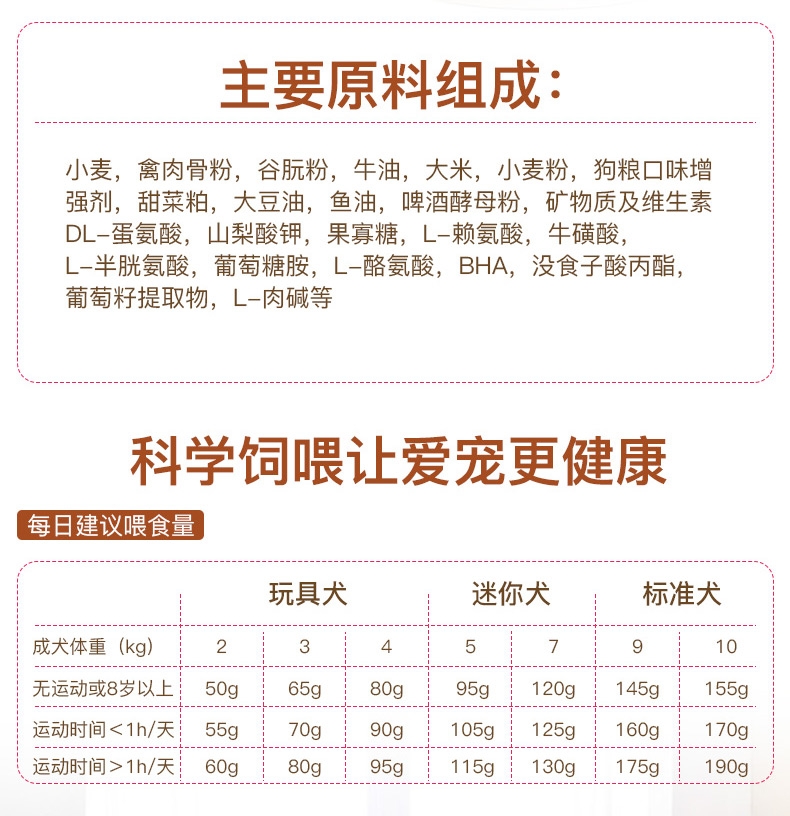 主要原料组成：
小麦，禽肉骨粉，谷朊粉，牛油，大米，小麦粉，狗粮口味增
强剂，甜菜粕，大豆油，鱼油，啤酒酵母粉，矿物质及维生素
DL-蛋氨酸，山梨酸钾，果寡糖，L-赖氨酸，牛磺酸，
L-半胱氨酸，葡萄糖胺，L-酪氨酸，BHA，没食子酸丙酯，
葡萄籽提取物，L-肉碱等
科学饲喂让爱宠更健康
每日建议喂食量
玩具犬 迷你犬 标准犬
成犬体重（kg） 2 3 4 5 7 9 10
无运动或8岁以上 50g 65g 80g 95g 120g 145g 155g
运动时间＜1h/天 55g 70g 90g 105g 125g 160g 170g
运动时间＞1h/天 60g 80g 95g 115g 130g 175g 190g